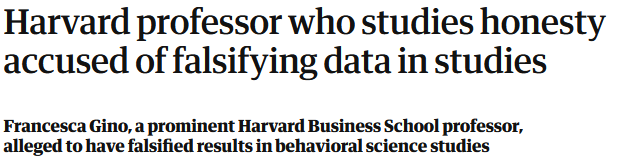 Harvard professor who studies honesty
accused of falsifying data in studies
Francesca Gino, a prominent Harvard Business School professor,
alleged to have falsified results in behavioral science studies